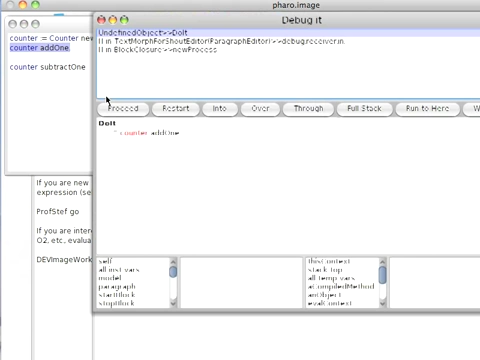 pharo.image
Debug it
counter = Counter new
counter addOne
counter subtractOne
UndefinedObject>>DoIt
[] in TextMorphForShoutEditor(ParagraphEditor)>>debug:receiver:in:
[] in BlockClosure>>newProcess
Proceed Restart Into Over Through Full Stack Run to Here W
DoIt
^ counter addOne
If you are new
expression (se
ProfStef go
If you are inter
O2, etc. evalua
DEVImageWork
self
all inst vars
model
paragraph
startBlock
stopBlock
thisContext
stack top
all temp vars
aCompiledMethod
anObject
evalContext